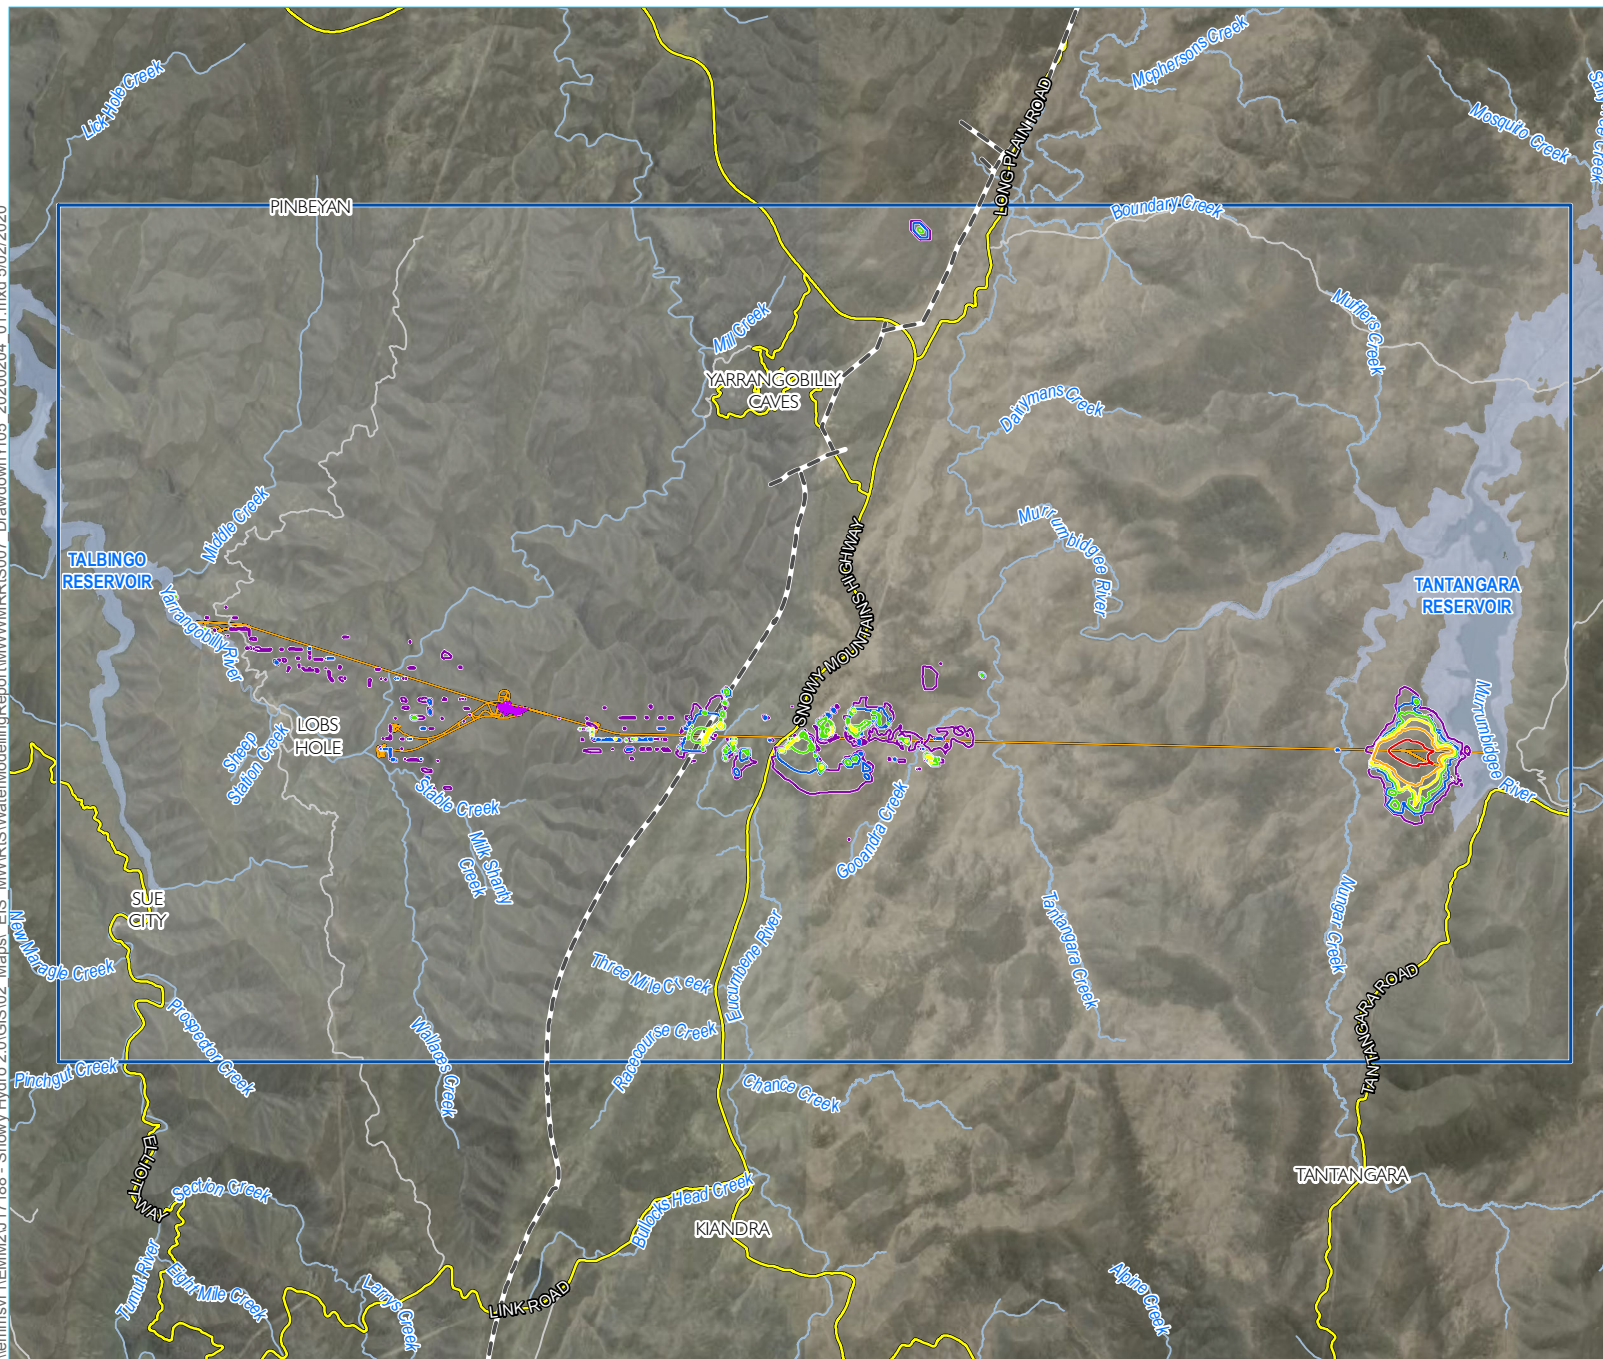 Lick Hole Creek
Mcphersons Creek
Mosquito Creek
LONG PLAIN ROAD
PINBEYAN
Boundary Creek
Mufflers Creek
Mill Creek
YARRANGOBILLY
CAVES
Dairymans Creek
Middle Creek
Murrumbidgee River
TALBINGO
RESERVOIR
TANTANGARA
RESERVOIR
Yarrangobilly River
SNOWY MOUNTAINS HIGHWAY
LOBS
HOLE
Sheep
Station Creek
Murrumbidgee River
Stable Creek
Milk Shanty
Creek
Gooandra Creek
SUE
CITY
New Maragle Creek
Three Mile Creek
Eucumbene River
Tantangara Creek
Nungar Creek
TANTANGARA ROAD
Prospector Creek
Wallaces Creek
Racecourse Creek
Pinchgut Creek
Chance Creek
ELLIOTT
WAY
Section Creek
Bullocks Head Creek
TANTANGARA
KIANDRA
Tumut River
Eight Mile Creek
Larrys Creek
LINK ROAD
Alpine Creek